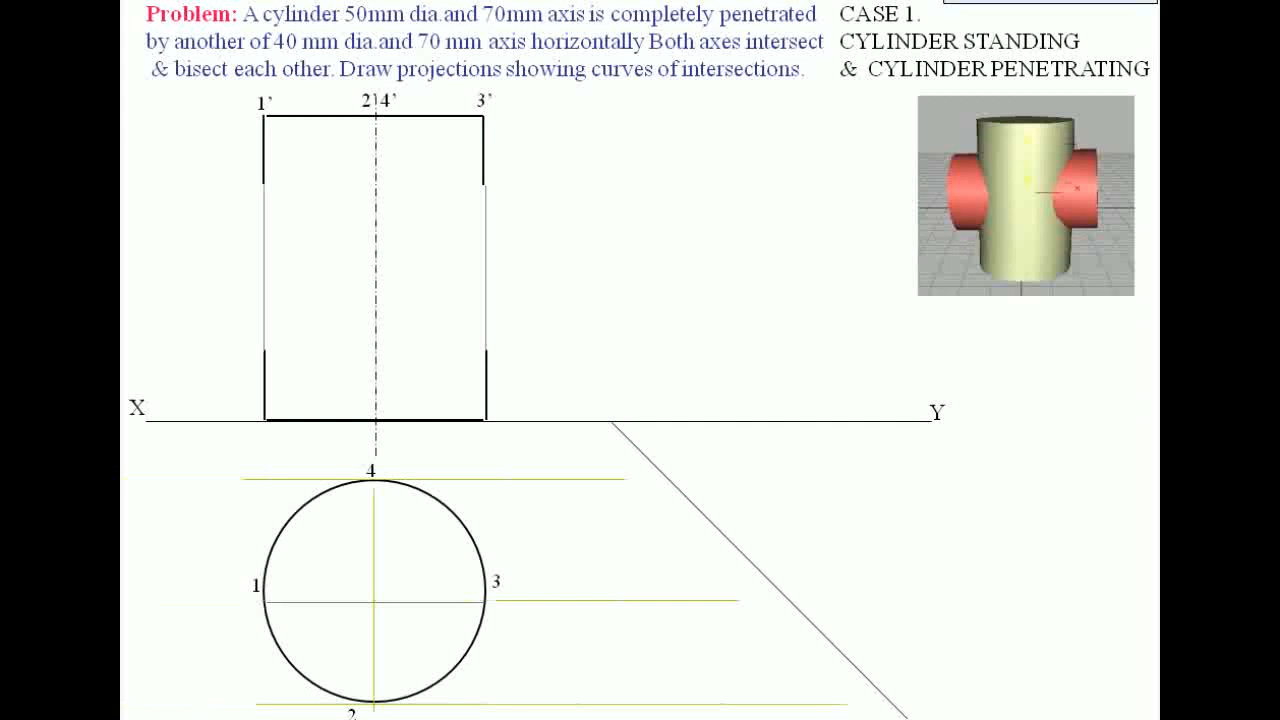 Problem: A cylinder 50mm dia.and 70mm axis is completely penetrated
by another of 40 mm dia.and 70 mm axis horizontally Both axes intersect
& bisect each other. Draw projections showing curves of intersections.
CASE 1.
CYLINDER STANDING
& CYLINDER PENETRATING
1' 2'4' 3'
X Y
4
1 3
2